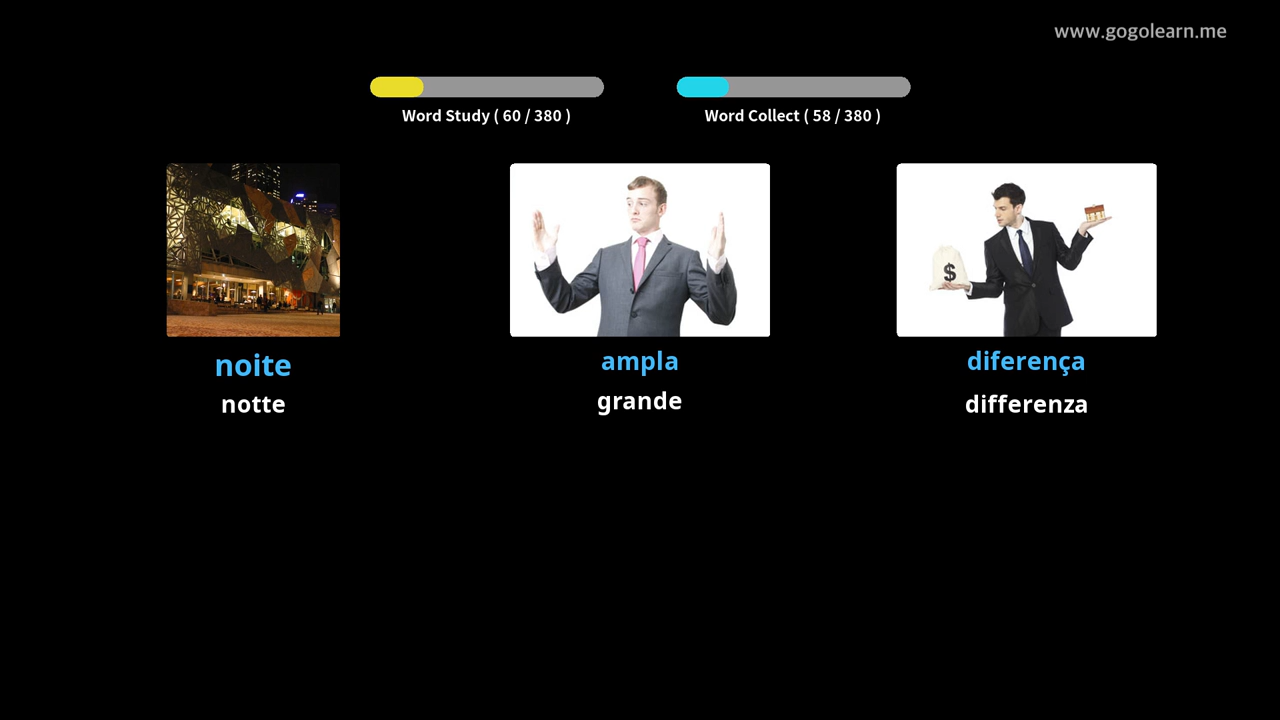 www.gogolearn.me
Word Study ( 60 / 380 )
Word Collect ( 58 / 380 )
$
noite
notte
ampla
grande
diferença
differenza